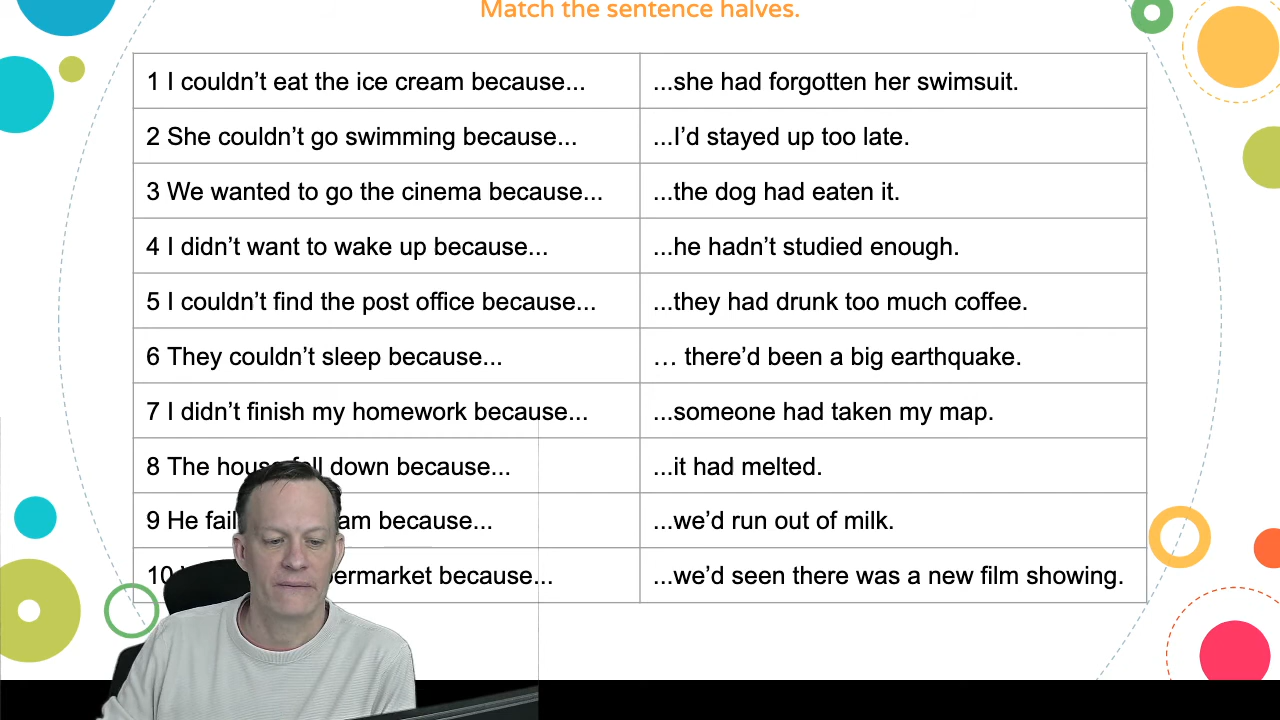 Match the sentence halves.
1 I couldn’t eat the ice cream because... ...she had forgotten her swimsuit.
2 She couldn’t go swimming because... ...I’d stayed up too late.
3 We wanted to go the cinema because... ...the dog had eaten it.
4 I didn’t want to wake up because... ...he hadn’t studied enough.
5 I couldn’t find the post office because... ...they had drunk too much coffee.
6 They couldn’t sleep because... … there’d been a big earthquake.
7 I didn’t finish my homework because... ...someone had taken my map.
8 The house fell down because... ...it had melted.
9 He because... ...we’d run out of milk.
10 because... ...we’d seen there was a new film showing.